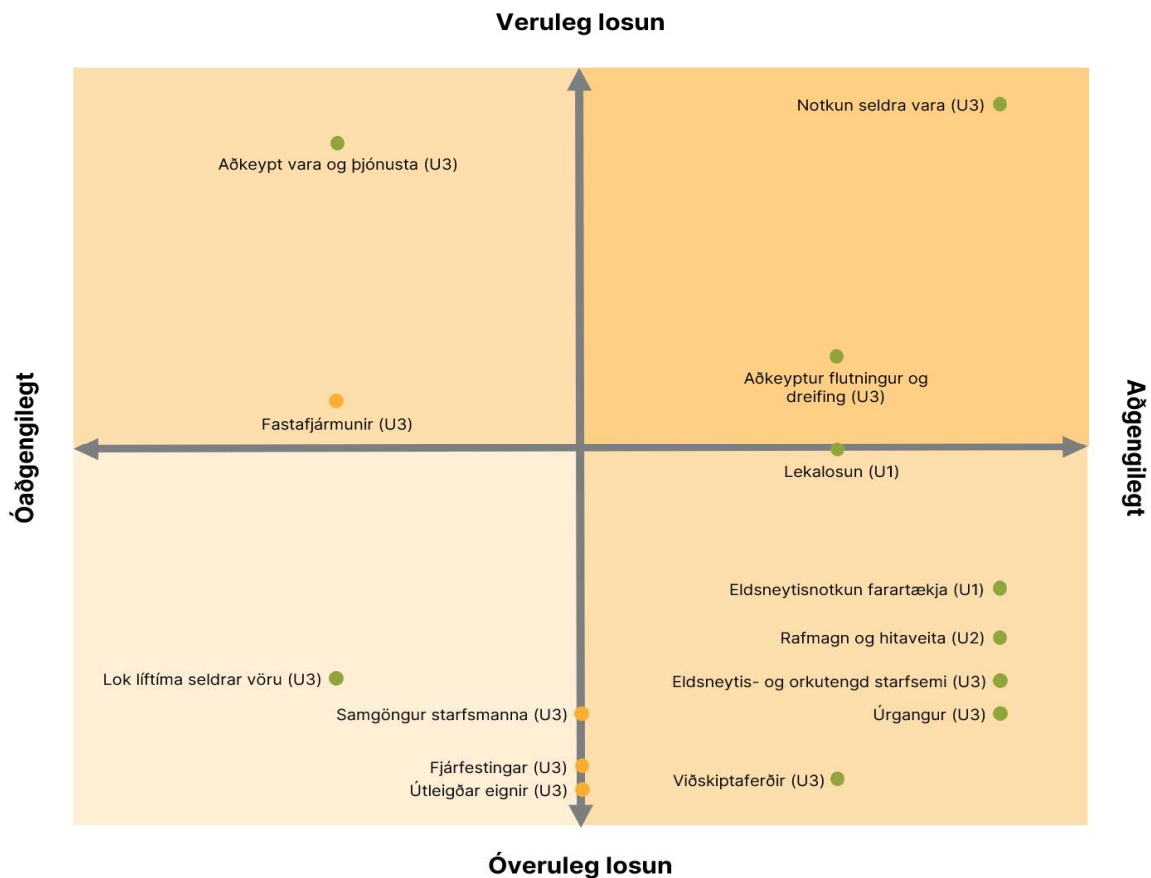 Veruleg losun
Notkun seldra vara (U3)
Aðkeypt vara og þjónusta (U3)
Aðkeyptur flutningur og
dreifing (U3)
Fastafjármunir (U3)
Óaðgengilegt
Aðgengilegt
Lekalosun (U1)
Eldsneytisnotkun farartækja (U1)
Rafmagn og hitaveita (U2)
Lok líftíma seldrar vöru (U3)
Eldsneytis- og orkutengd starfsemi (U3)
Samgöngur starfsmanna (U3)
Úrgangur (U3)
Fjárfestingar (U3)
Viðskiptaferðir (U3)
Útleigðar eignir (U3)
Óveruleg losun